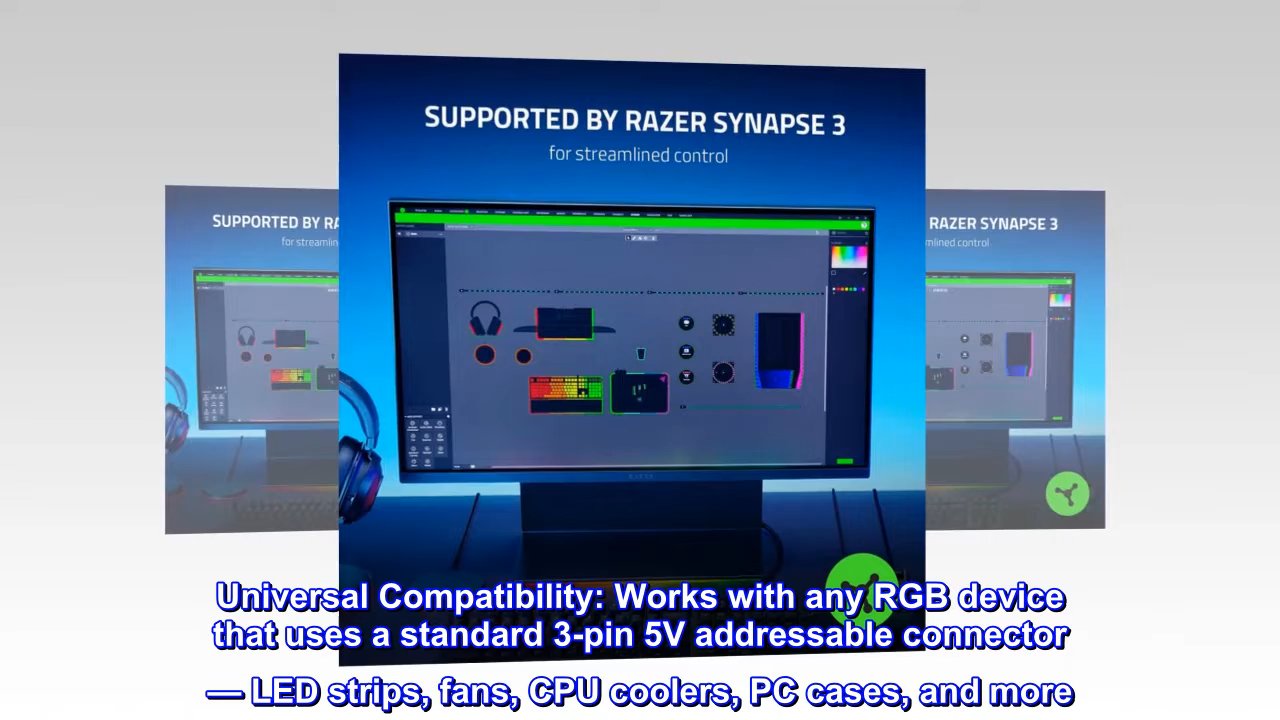 SUPPORTED BY RAZER SYNAPSE 3
for streamlined control
SUPPORTED BY RA
for streamlin
RAZER SYNAPSE 3
mlined control
Universal Compatibility: Works with any RGB device
that uses a standard 3-pin 5V addressable connector
— LED strips, fans, CPU coolers, PC cases, and more